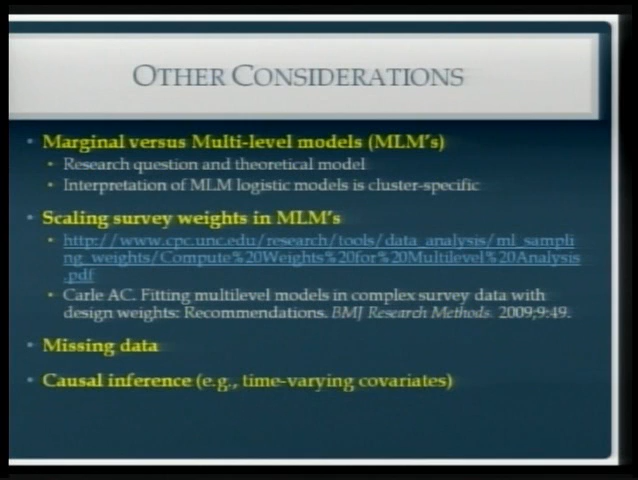 OTHER CONSIDERATIONS
• Marginal versus Multi-level models (MLM's)
• Research question and theoretical model
• Interpretation of MLM logistic models is cluster-specific
• Scaling survey weights in MLM's
• http://www.cpc.unc.edu/research/tools/data_analysis/ml_sampli
ng_weights/Compute%20Weights%20for%20Multilevel%20Analysis
.pdf
• Carle AC. Fitting multilevel models in complex survey data with
design weights: Recommendations. BMJ Research Methods. 2009;9:49.
• Missing data
• Causal inference (e.g., time-varying covariates)